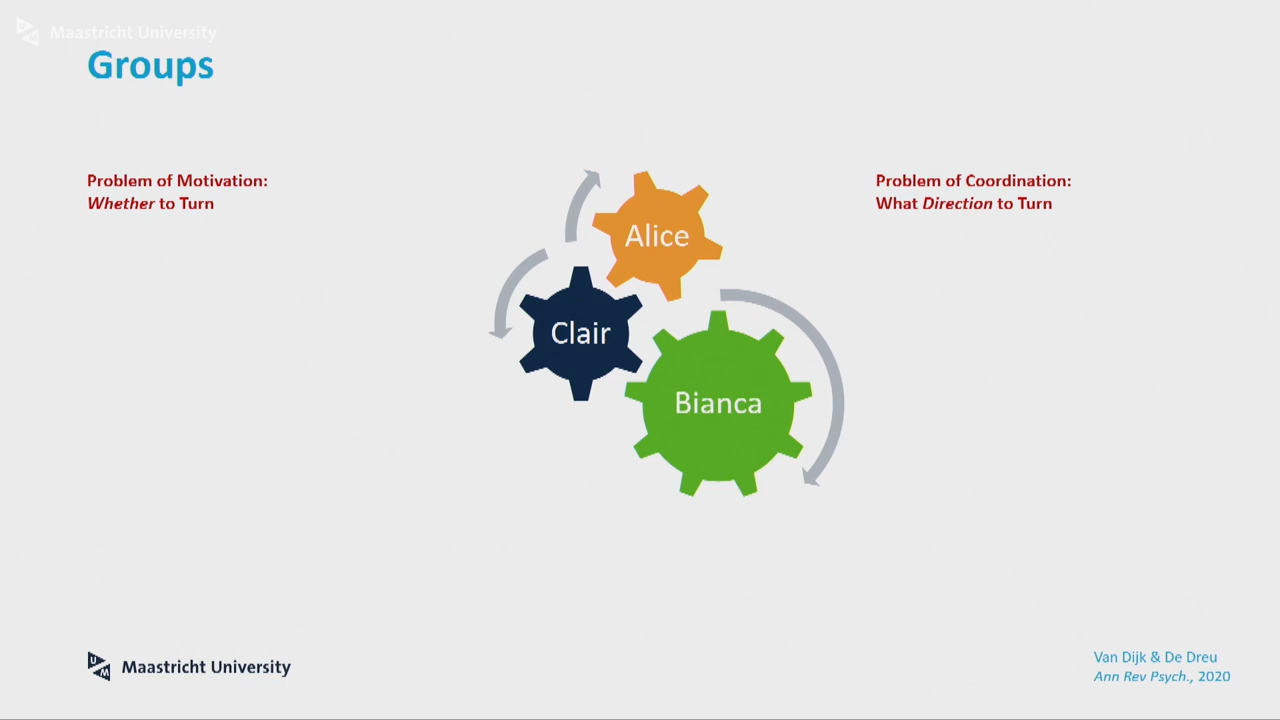 Maastricht University
Groups
Problem of Motivation:
Whether to Turn
Problem of Coordination:
What Direction to Turn
Alice
Clair
Bianca
UM Maastricht University
Van Dijk & De Dreu
Ann Rev Psych., 2020